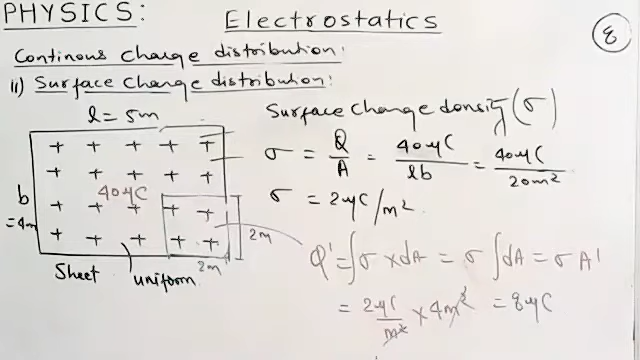 PHYSICS:
Electrostatics
8
Continous charge distribution:
ii) Surface charge distribution:
l = 5m
Surface charge density (σ)
σ = Q/A = 40μC/lb = 40μC/20m²
σ = 2μC/m².
40μC
b
=4m
2m
2m
Sheet
uniform
Q' = ∫σ×dA = σ∫dA = σA'
= 2μC/m² × 4m² = 8μC